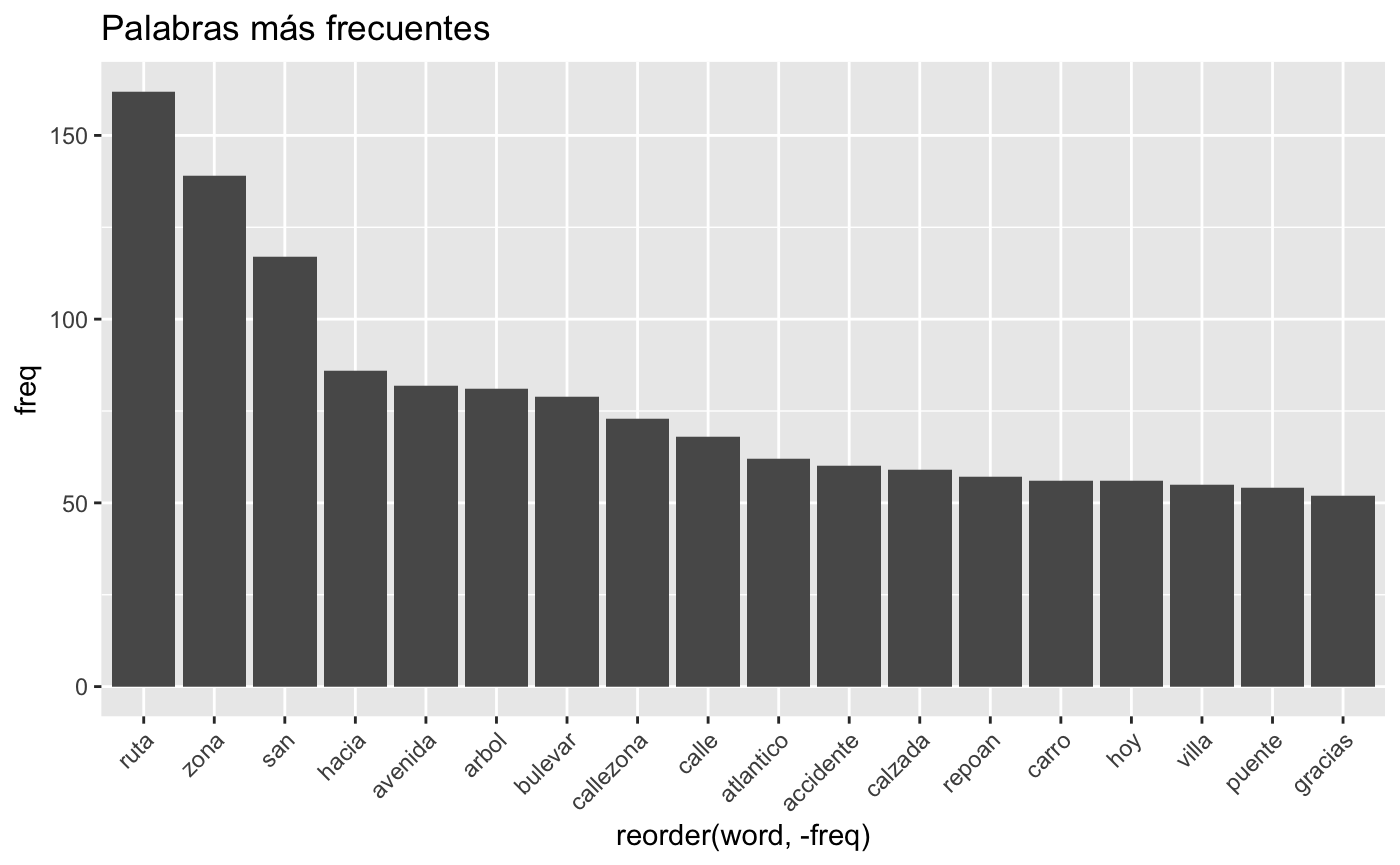 Palabras más frecuentes
150
100
50
0
freq
ruta
zona
san
hacia
avenida
arbol
bulevar
callezona
calle
atlantico
accidente
calzada
repoan
carro
hoy
villa
puente
gracias
reorder(word, -freq)